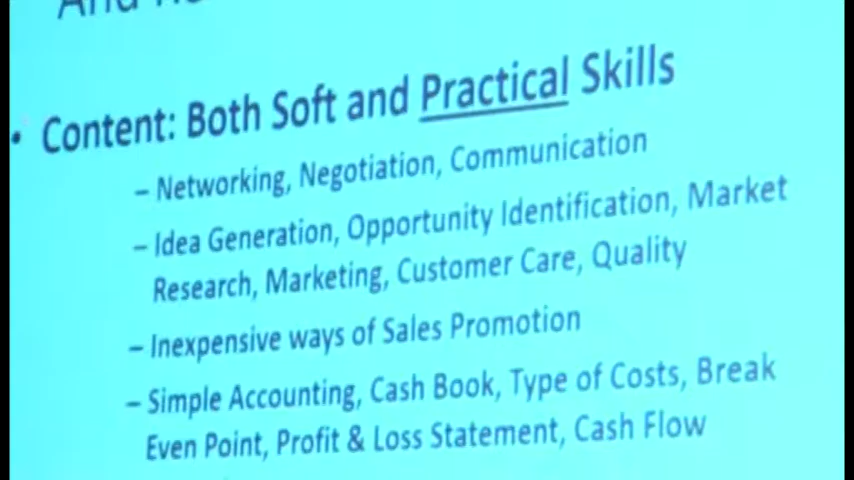 • Content: Both Soft and Practical Skills
– Networking, Negotiation, Communication
– Idea Generation, Opportunity Identification, Market
Research, Marketing, Customer Care, Quality
– Inexpensive ways of Sales Promotion
– Simple Accounting, Cash Book, Type of Costs, Break
Even Point, Profit & Loss Statement, Cash Flow